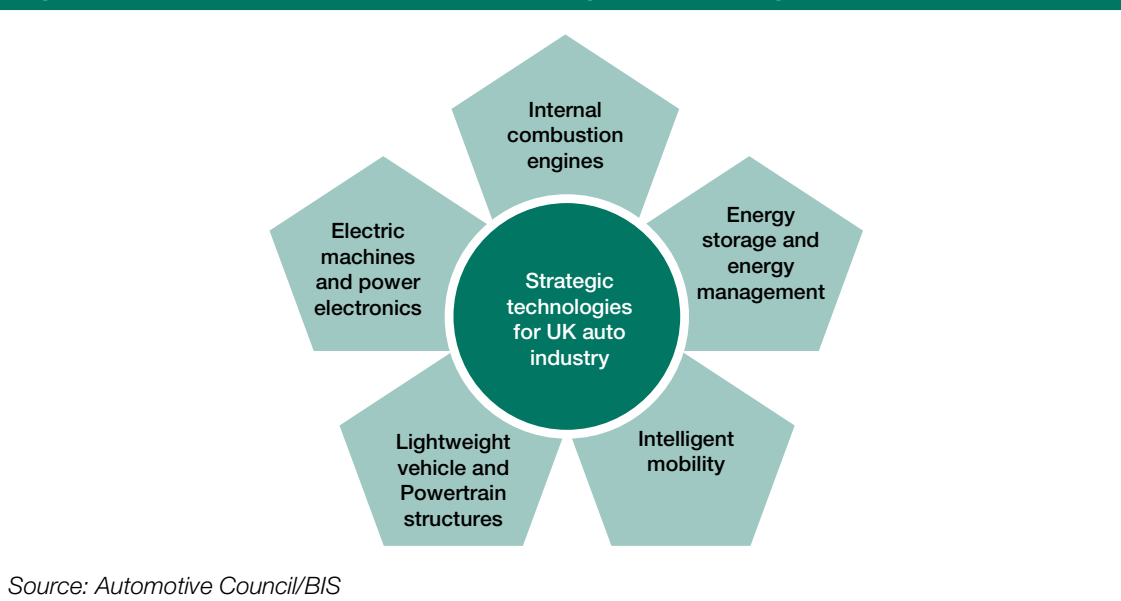 Internal
combustion
engines
Energy
storage and
energy
management
Electric
machines
and power
electronics
Strategic
technologies
for UK auto
industry
Lightweight
vehicle and
Powertrain
structures
Intelligent
mobility
Source: Automotive Council/BIS